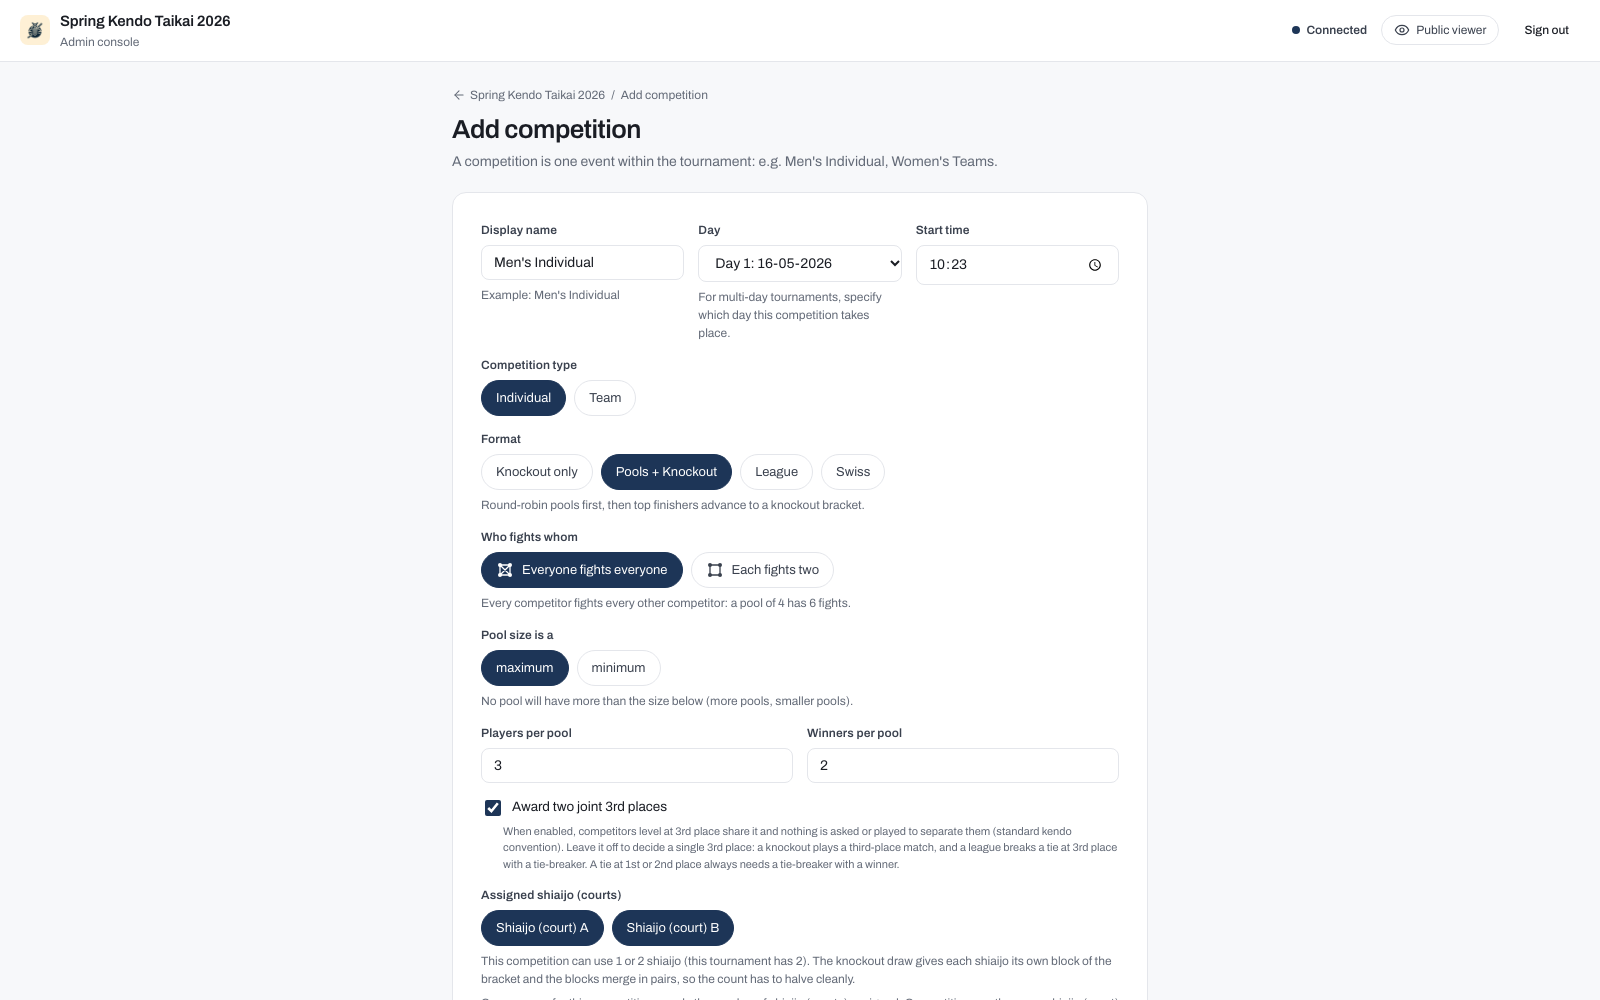 Spring Kendo Taikai 2026
Admin console
Connected
Public viewer
Sign out
Spring Kendo Taikai 2026 / Add competition
Add competition
A competition is one event within the tournament: e.g. Men's Individual, Women's Teams.
Display name
Day
Start time
Men's Individual
Day 1: 16-05-2026
10:23
Example: Men's Individual
For multi-day tournaments, specify
which day this competition takes
place.
Competition type
Individual
Team
Format
Knockout only
Pools + Knockout
League
Swiss
Round-robin pools first, then top finishers advance to a knockout bracket.
Who fights whom
Everyone fights everyone
Each fights two
Every competitor fights every other competitor: a pool of 4 has 6 fights.
Pool size is a
maximum
minimum
No pool will have more than the size below (more pools, smaller pools).
Players per pool
Winners per pool
3
2
Award two joint 3rd places
When enabled, competitors level at 3rd place share it and nothing is asked or played to separate them (standard kendo
convention). Leave it off to decide a single 3rd place: a knockout plays a third-place match, and a league breaks a tie at 3rd place
with a tie-breaker. A tie at 1st or 2nd place always needs a tie-breaker with a winner.
Assigned shiaijo (courts)
Shiaijo (court) A
Shiaijo (court) B
This competition can use 1 or 2 shiaijo (this tournament has 2). The knockout draw gives each shiaijo its own block of the
bracket and the blocks merge in pairs, so the count has to halve cleanly.